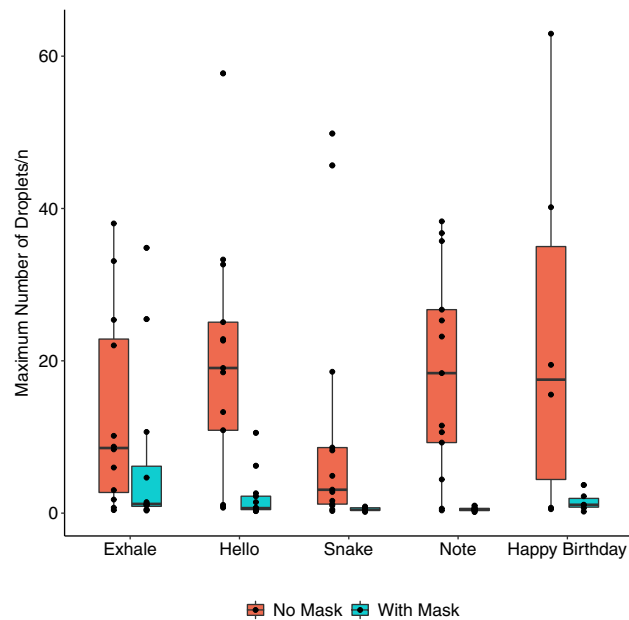 Maximum Number of Droplets/n
60
40
20
0
Exhale Hello Snake Note Happy Birthday
No Mask With Mask